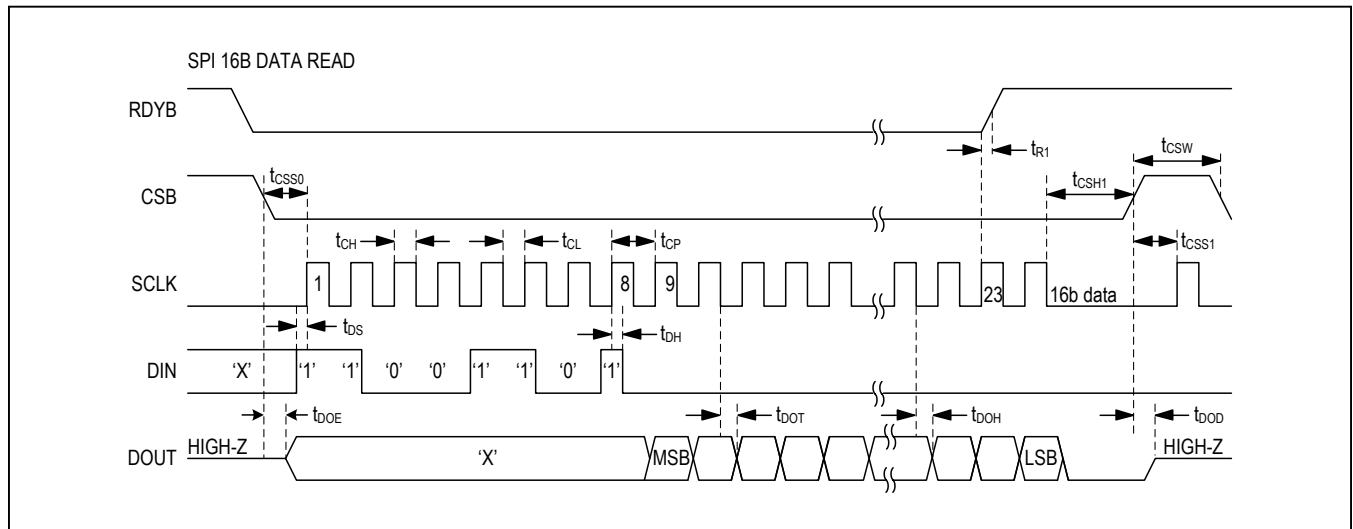 SPI 16B DATA READ
RDYB
tR1
tCSW
tCSS0
CSB
tCSH1
tCH
tCL
tCP
tCSS1
SCLK
1
8
9
23
16b data
tDS
tDH
DIN
‘X’
‘1’
‘1’
‘0’
‘0’
‘1’
‘1’
‘0’
‘1’
tDOE
tDOT
tDOH
tDOD
DOUT
HIGH-Z
‘X’
MSB
LSB
HIGH-Z